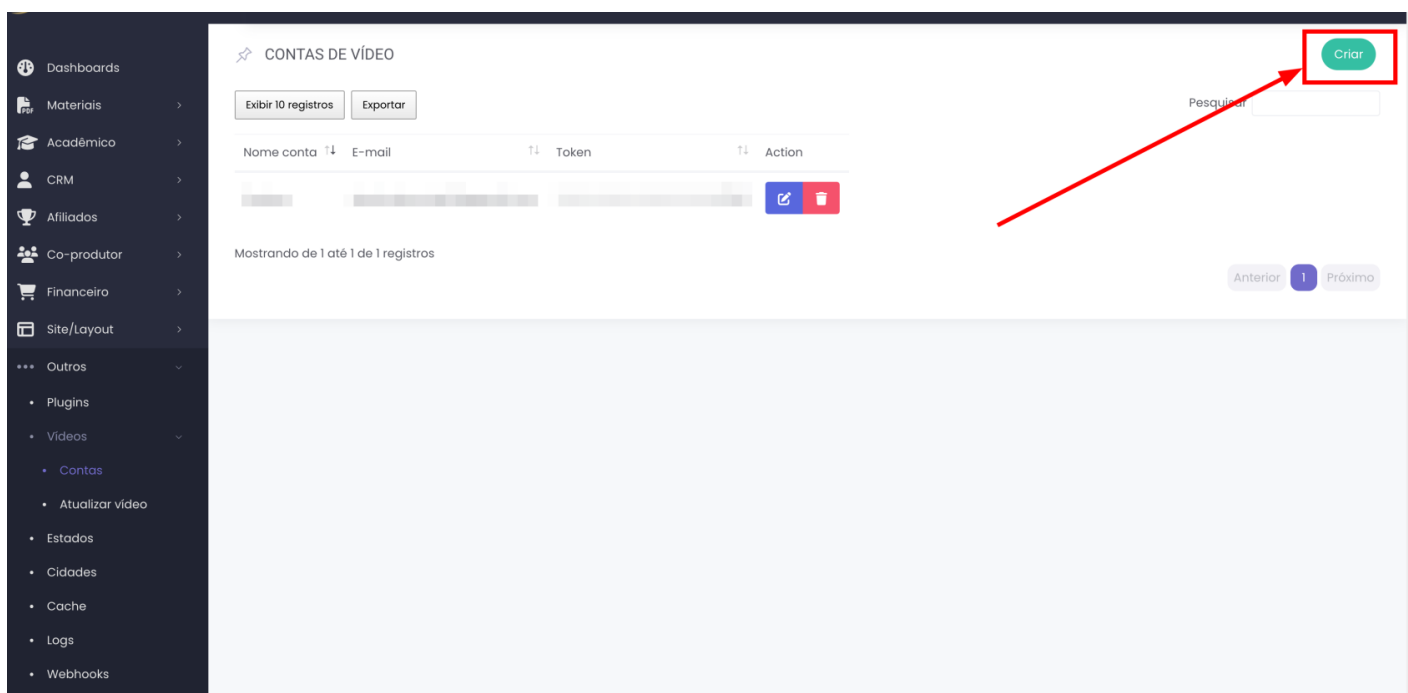 CONTAS DE VÍDEO
Criar
Exibir 10 registros Exportar
Pesquisar
Nome conta E-mail Token Action
Mostrando de 1 até 1 de 1 registros
Anterior 1 Próximo
Dashboards
Materiais
PDF
Acadêmico
CRM
Afiliados
Co-produtor
Financeiro
Site/Layout
Outros
Plugins
Vídeos
Contas
Atualizar vídeo
Estados
Cidades
Cache
Logs
Webhooks